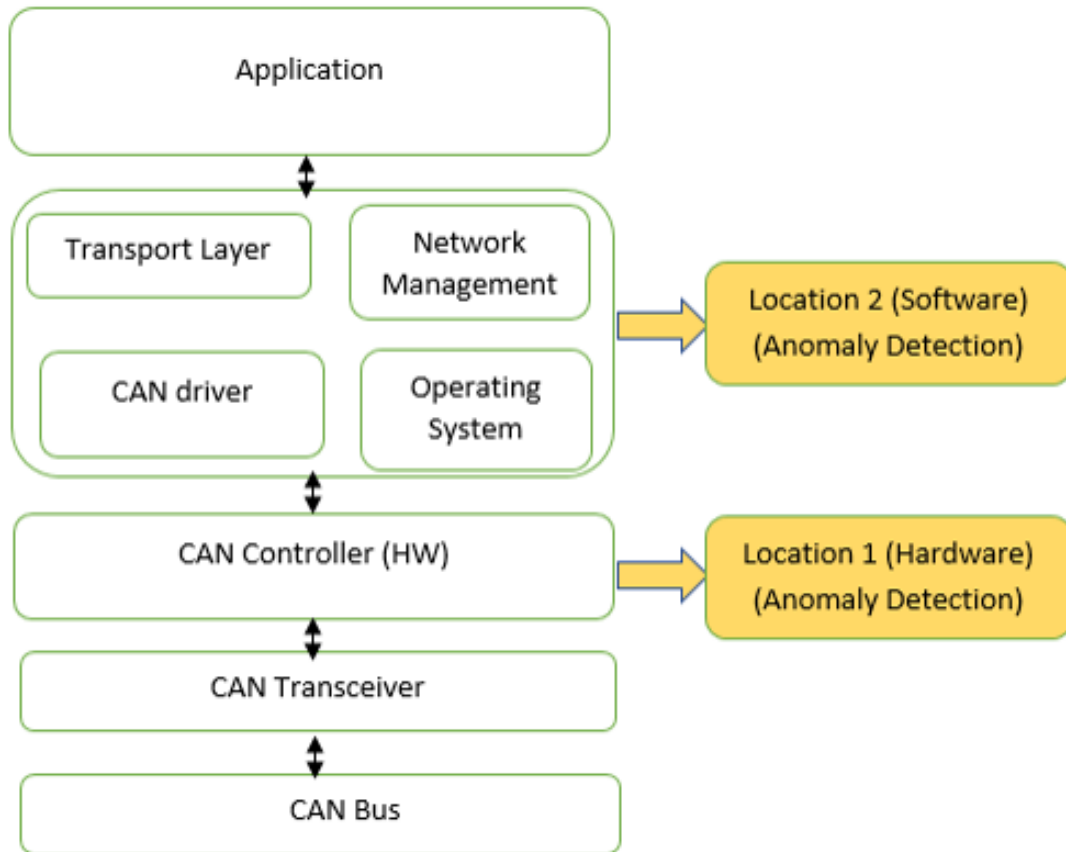 Application
Transport Layer
Network
Management
CAN driver
Operating
System
Location 2 (Software)
(Anomaly Detection)
CAN Controller (HW)
Location 1 (Hardware)
(Anomaly Detection)
CAN Transceiver
CAN Bus